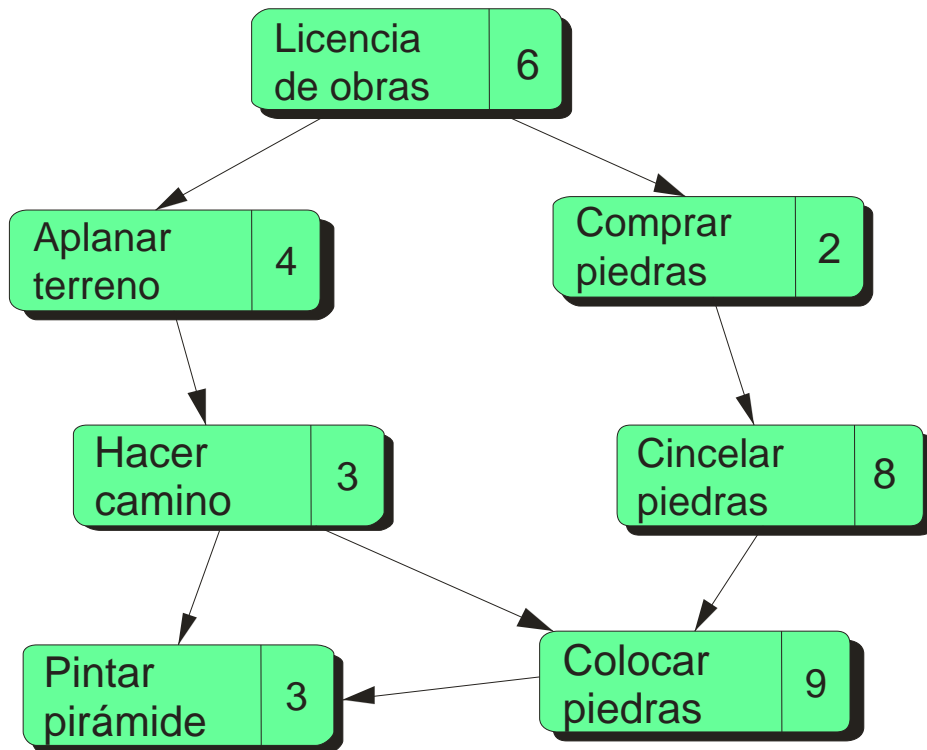 Licencia
de obras
6
Aplanar
terreno
4
Comprar
piedras
2
Hacer
camino
3
Cincelar
piedras
8
Pintar
pirámide
3
Colocar
piedras
9